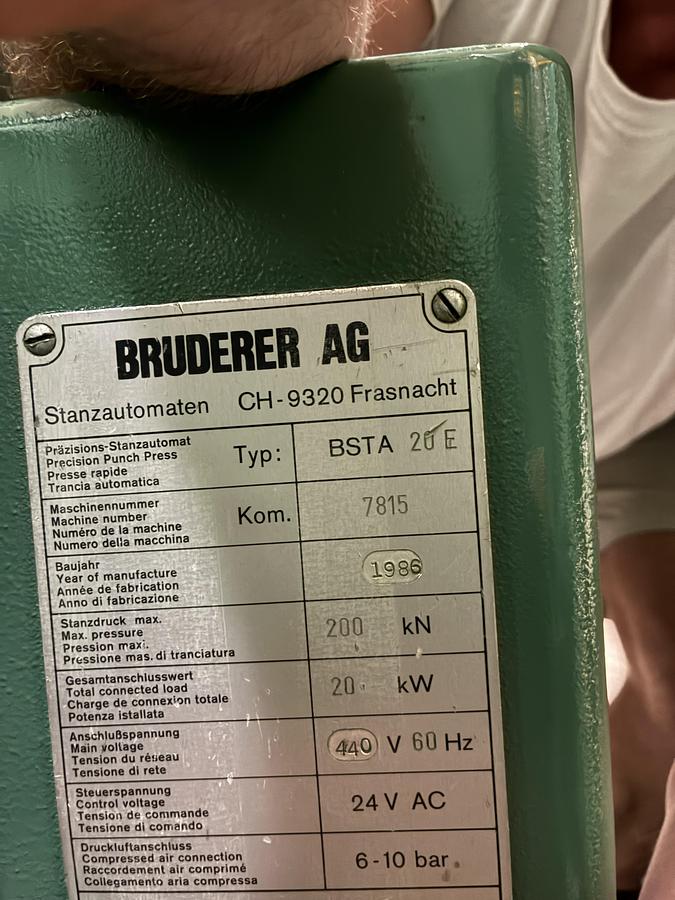 BRUDERER AG
Stanzautomaten CH-9320 Frasnacht
Präzisions-Stanzautomat
Precision Punch Press
Presse rapide
Trancia automatica
Typ: BSTA 20 E
Maschinennummer
Machine number
Numéro de la machine
Numero della macchina
Kom. 7815
Baujahr
Year of manufacture
Année de fabrication
Anno di fabricazione
1986
Stanzdruck max.
Max. pressure
Pression max.
Pressione mas. di tranciatura
200 kN
Gesamtanschlusswert
Total connected load
Charge de connexion totale
Potenza istallata
20 kW
Anschlußspannung
Main voltage
Tension du réseau
Tensione di rete
440 V 60 Hz
Steuerspannung
Control voltage
Tension de commande
Tensione di comando
24 V AC
Druckluftanschluss
Compressed air connection
Raccordement air comprimé
Collegamento aria compressa
6-10 bar